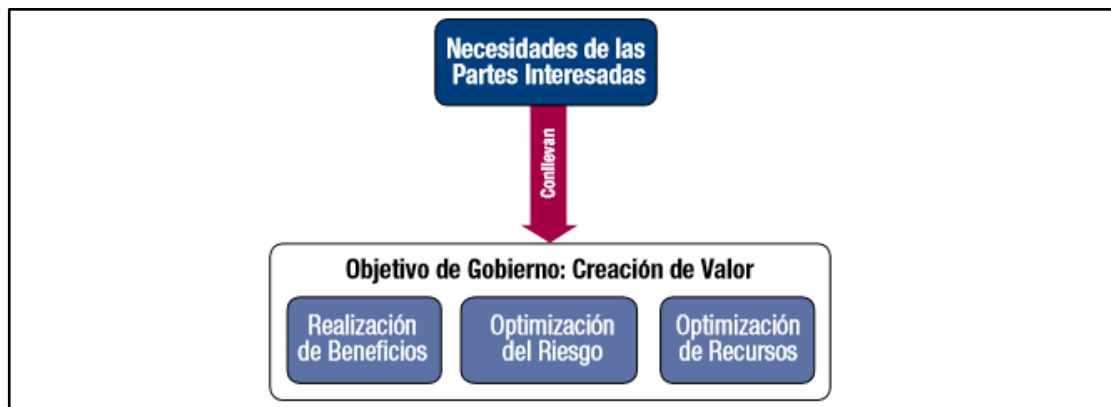 Necesidades de las
Partes Interesadas
Conllevan
Objetivo de Gobierno: Creación de Valor
Realización
de Beneficios
Optimización
del Riesgo
Optimización
de Recursos